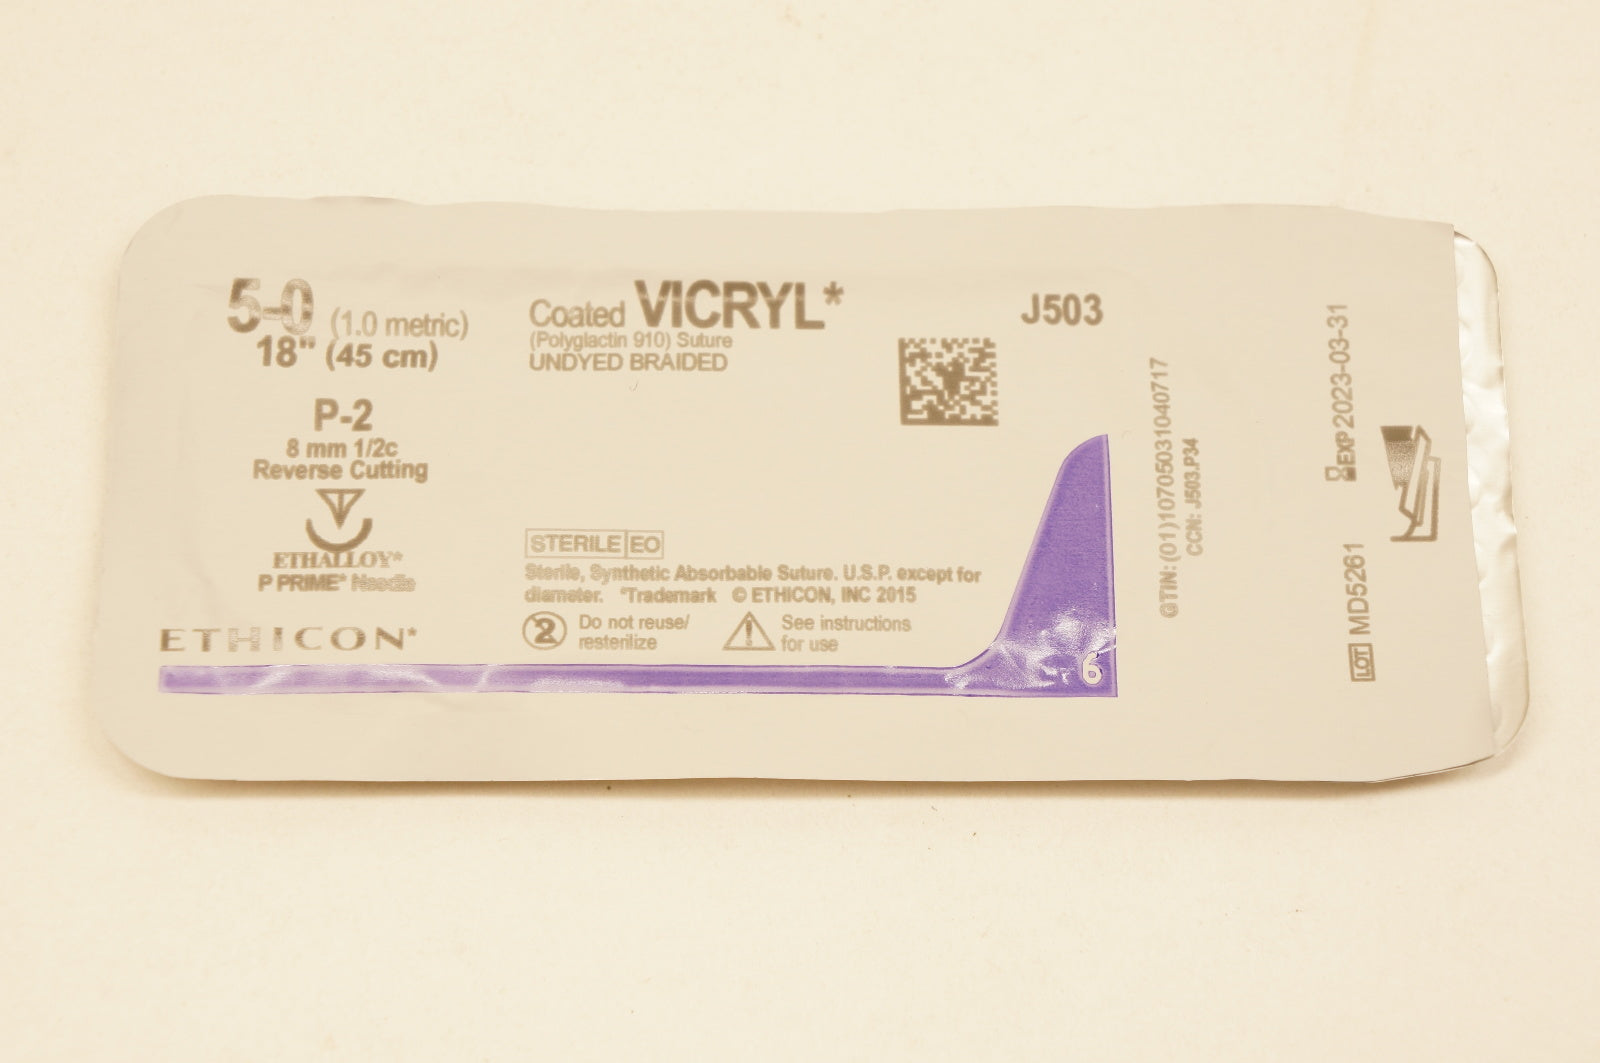 5-0 (1.0 metric)
18" (45 cm)
P-2
8 mm 1/2c
Reverse Cutting
ETHALLOY*
P PRIME* Needle
ETHICON*
Coated VICRYL*
(Polyglactin 910) Suture
UNDYED BRAIDED
J503
STERILE EO
Sterile, Synthetic Absorbable Suture. U.S.P. except for
diameter. *Trademark © ETHICON, INC 2015
2 Do not reuse/
resterilize
! See instructions
for use
6
GTIN: (01)10705031040717
CCN: J503.P34
EXP 2023-03-31
LOT MD5261